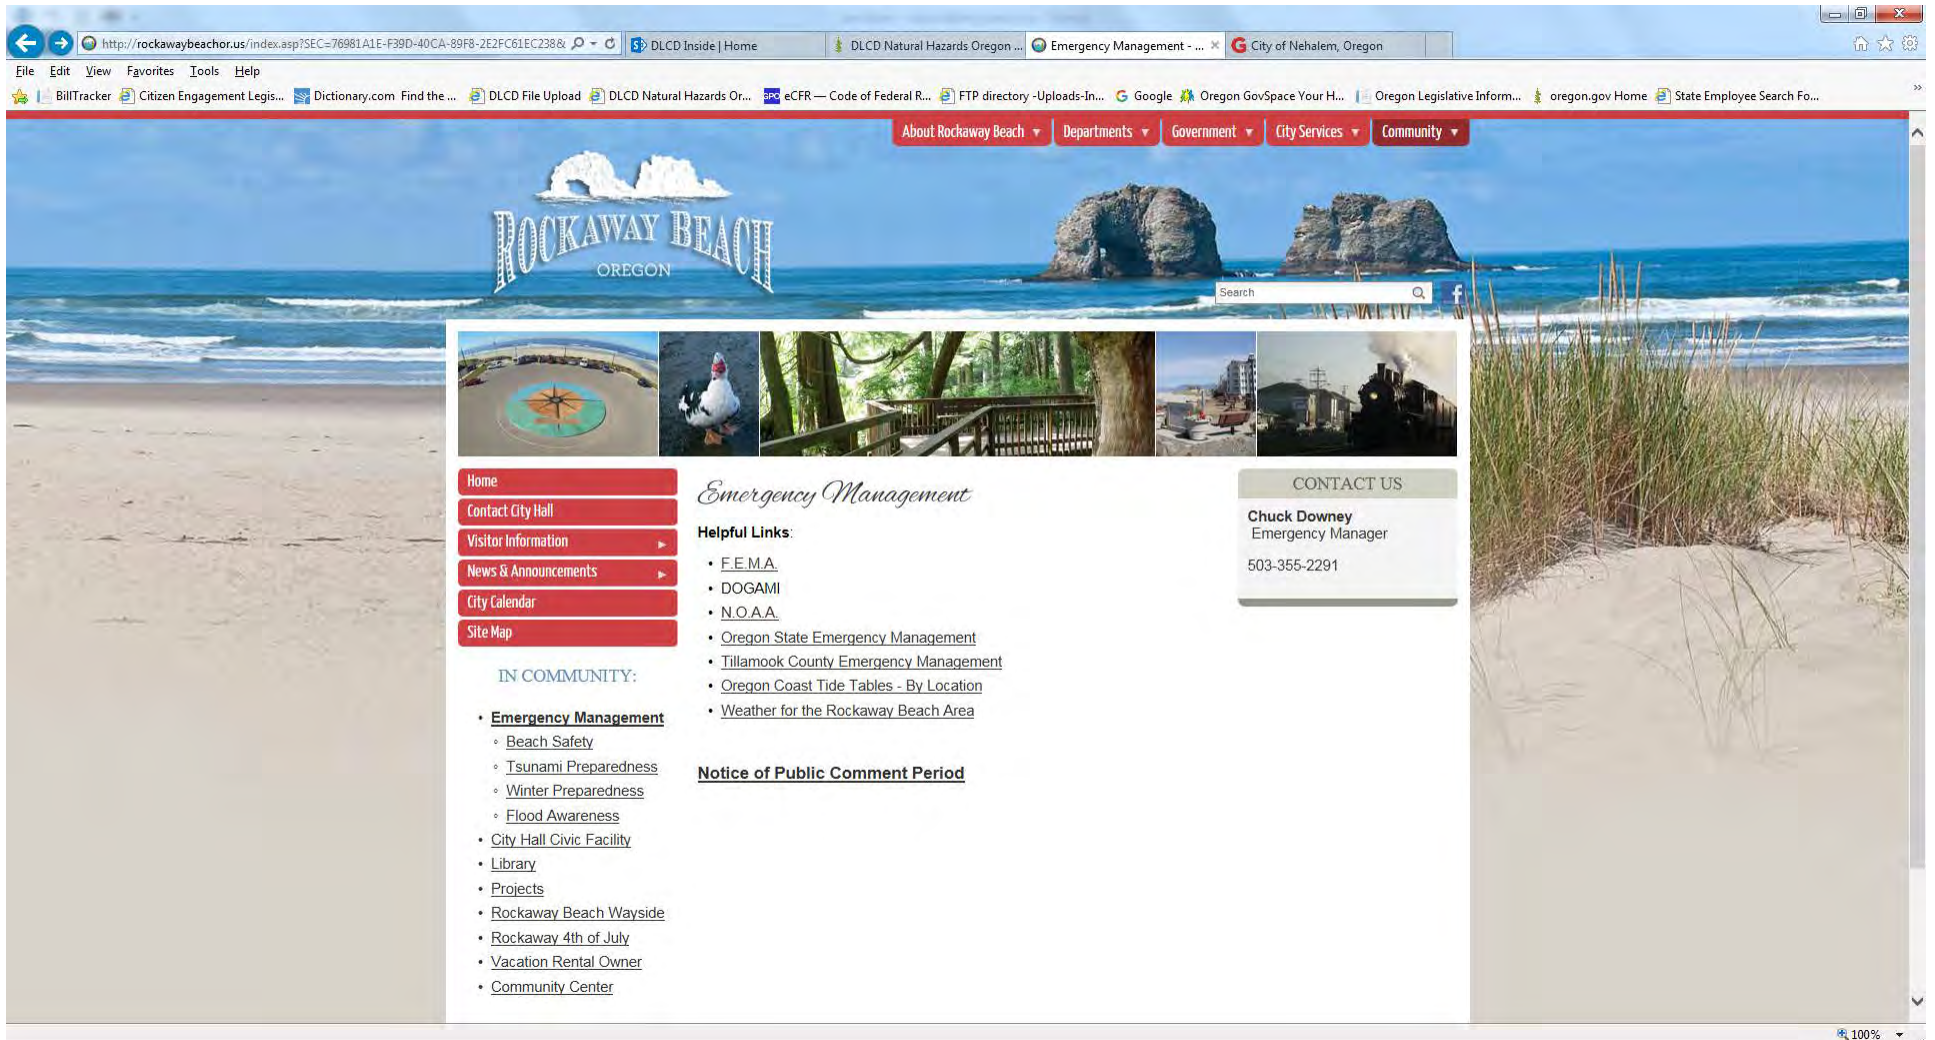 http://rockawaybeachor.us/index.asp?SEC=76981A1E-F39D-40CA-89F8-2E2FC61EC238&
DLCD Inside | Home
DLCD Natural Hazards Oregon ...
Emergency Management - ...
City of Nehalem, Oregon
File Edit View Favorites Tools Help
BillTracker Citizen Engagement Legis... Dictionary.com Find the ... DLCD File Upload DLCD Natural Hazards Or... GPO eCFR — Code of Federal R... FTP directory -Uploads-In... Google Oregon GovSpace Your H... Oregon Legislative Inform... oregon.gov Home State Employee Search Fo...
About Rockaway Beach Departments Government City Services Community
ROCKAWAY BEACH
OREGON
Search
Home
Contact City Hall
Visitor Information
News & Announcements
City Calendar
Site Map
IN COMMUNITY:
• Emergency Management
◦ Beach Safety
◦ Tsunami Preparedness
◦ Winter Preparedness
◦ Flood Awareness
• City Hall Civic Facility
• Library
• Projects
• Rockaway Beach Wayside
• Rockaway 4th of July
• Vacation Rental Owner
• Community Center
Emergency Management
Helpful Links:
• F.E.M.A.
• DOGAMI
• N.O.A.A.
• Oregon State Emergency Management
• Tillamook County Emergency Management
• Oregon Coast Tide Tables - By Location
• Weather for the Rockaway Beach Area
Notice of Public Comment Period
CONTACT US
Chuck Downey
Emergency Manager
503-355-2291
100%